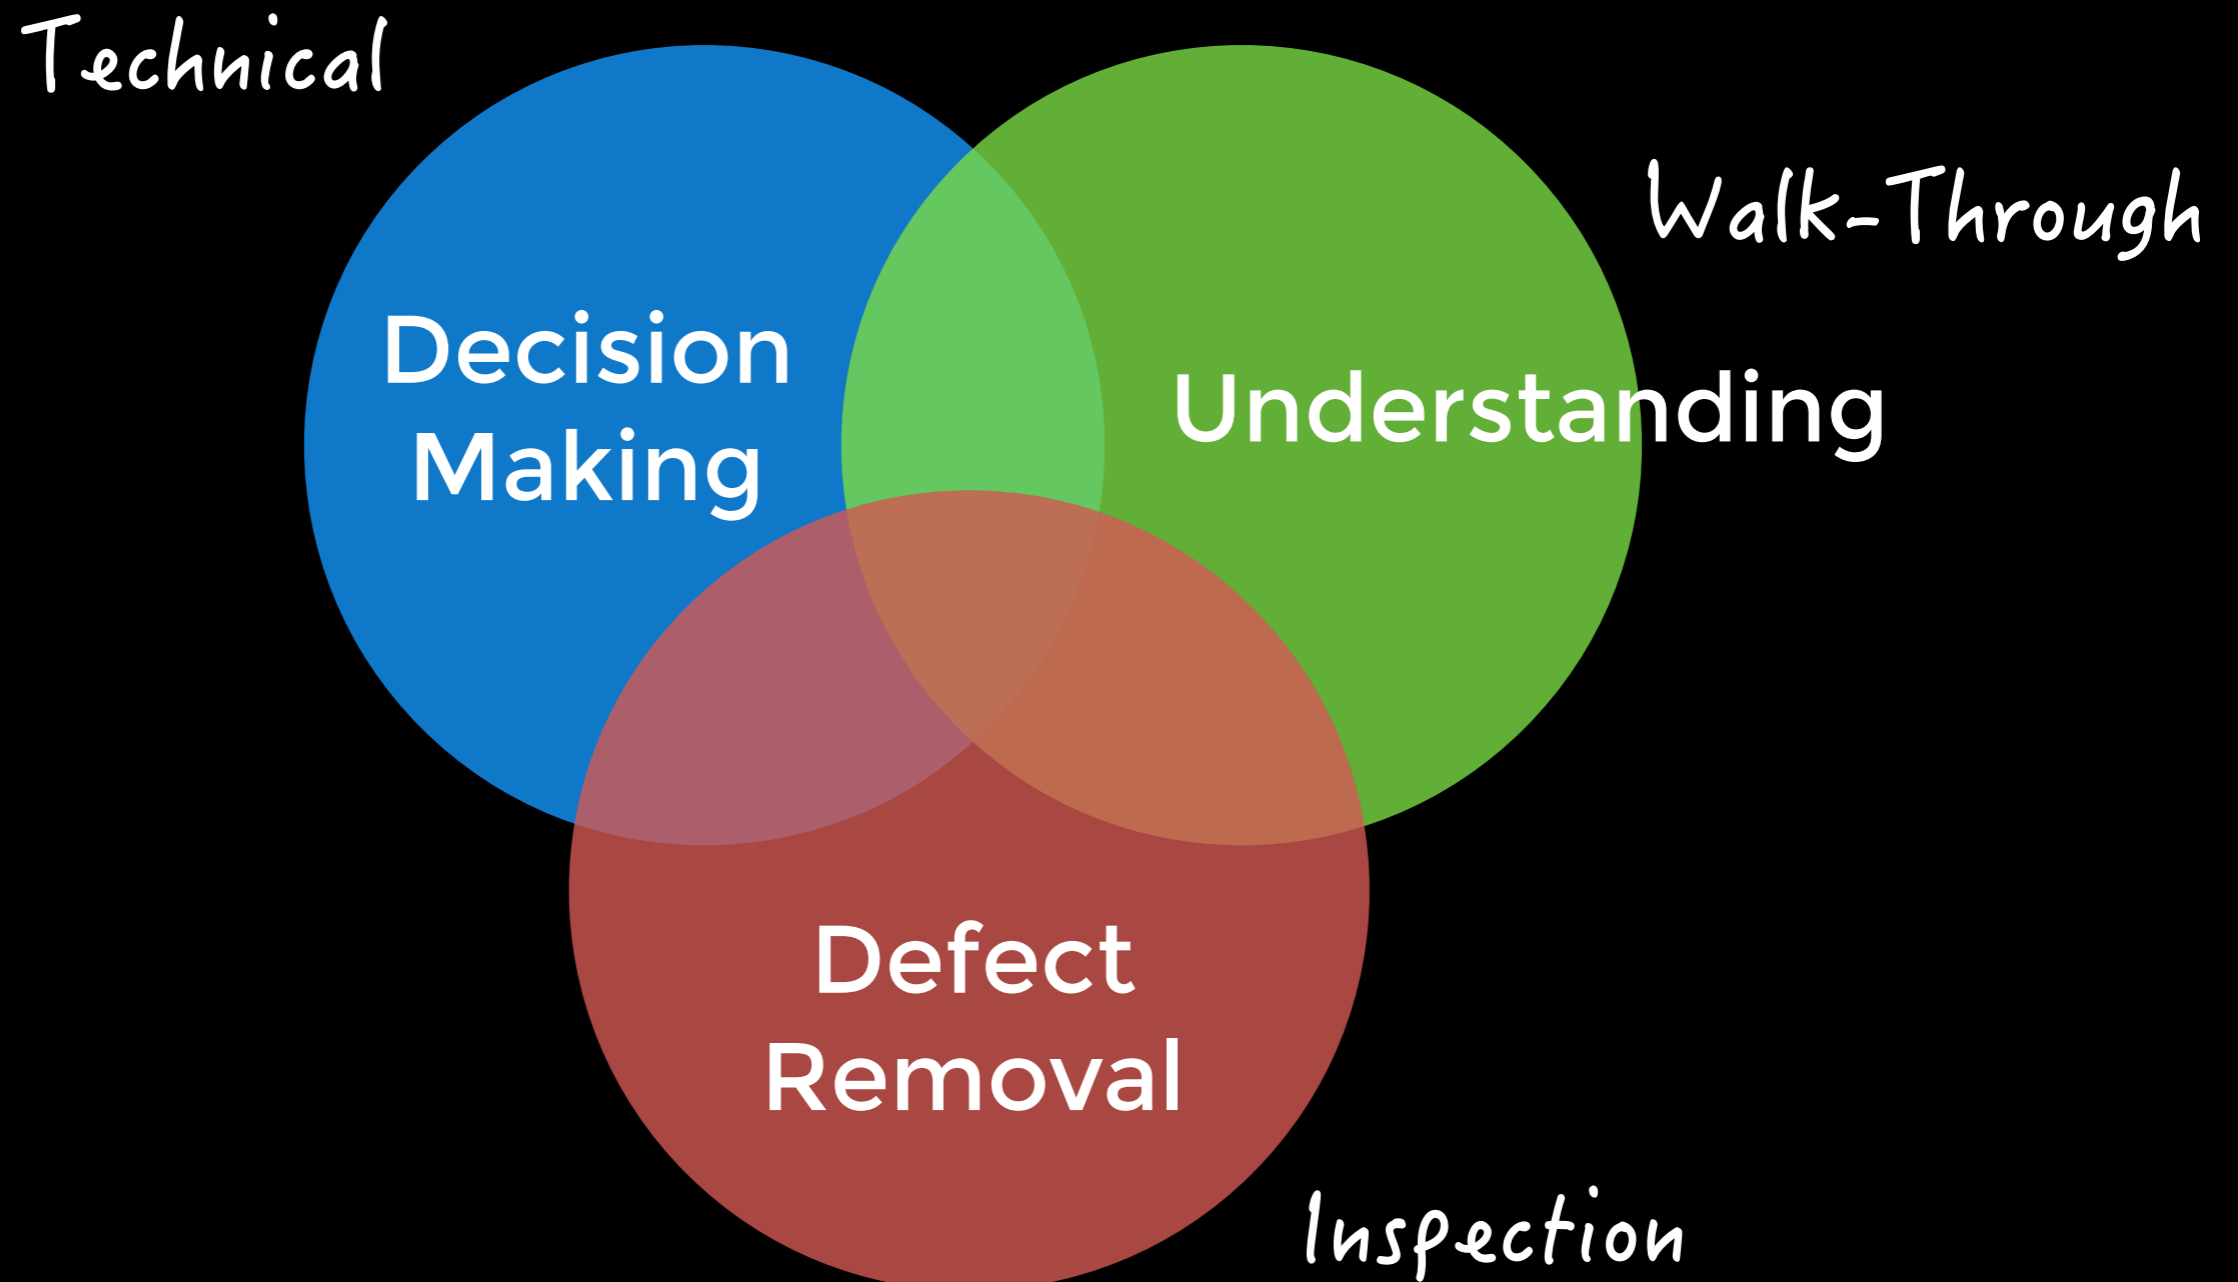 Technical
Walk-Through
Decision
Making
Understanding
Defect
Removal
Inspection